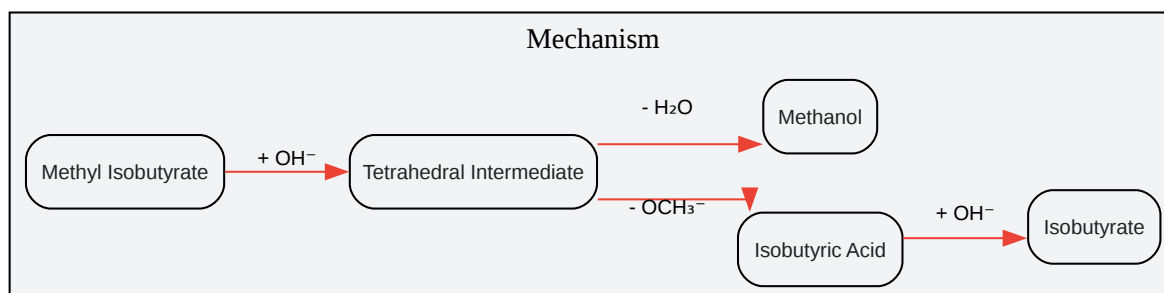 Mechanism
- H₂O
Methanol
Methyl Isobutyrate
+ OH⁻
Tetrahedral Intermediate
- OCH₃⁻
Isobutyric Acid
+ OH⁻
Isobutyrate